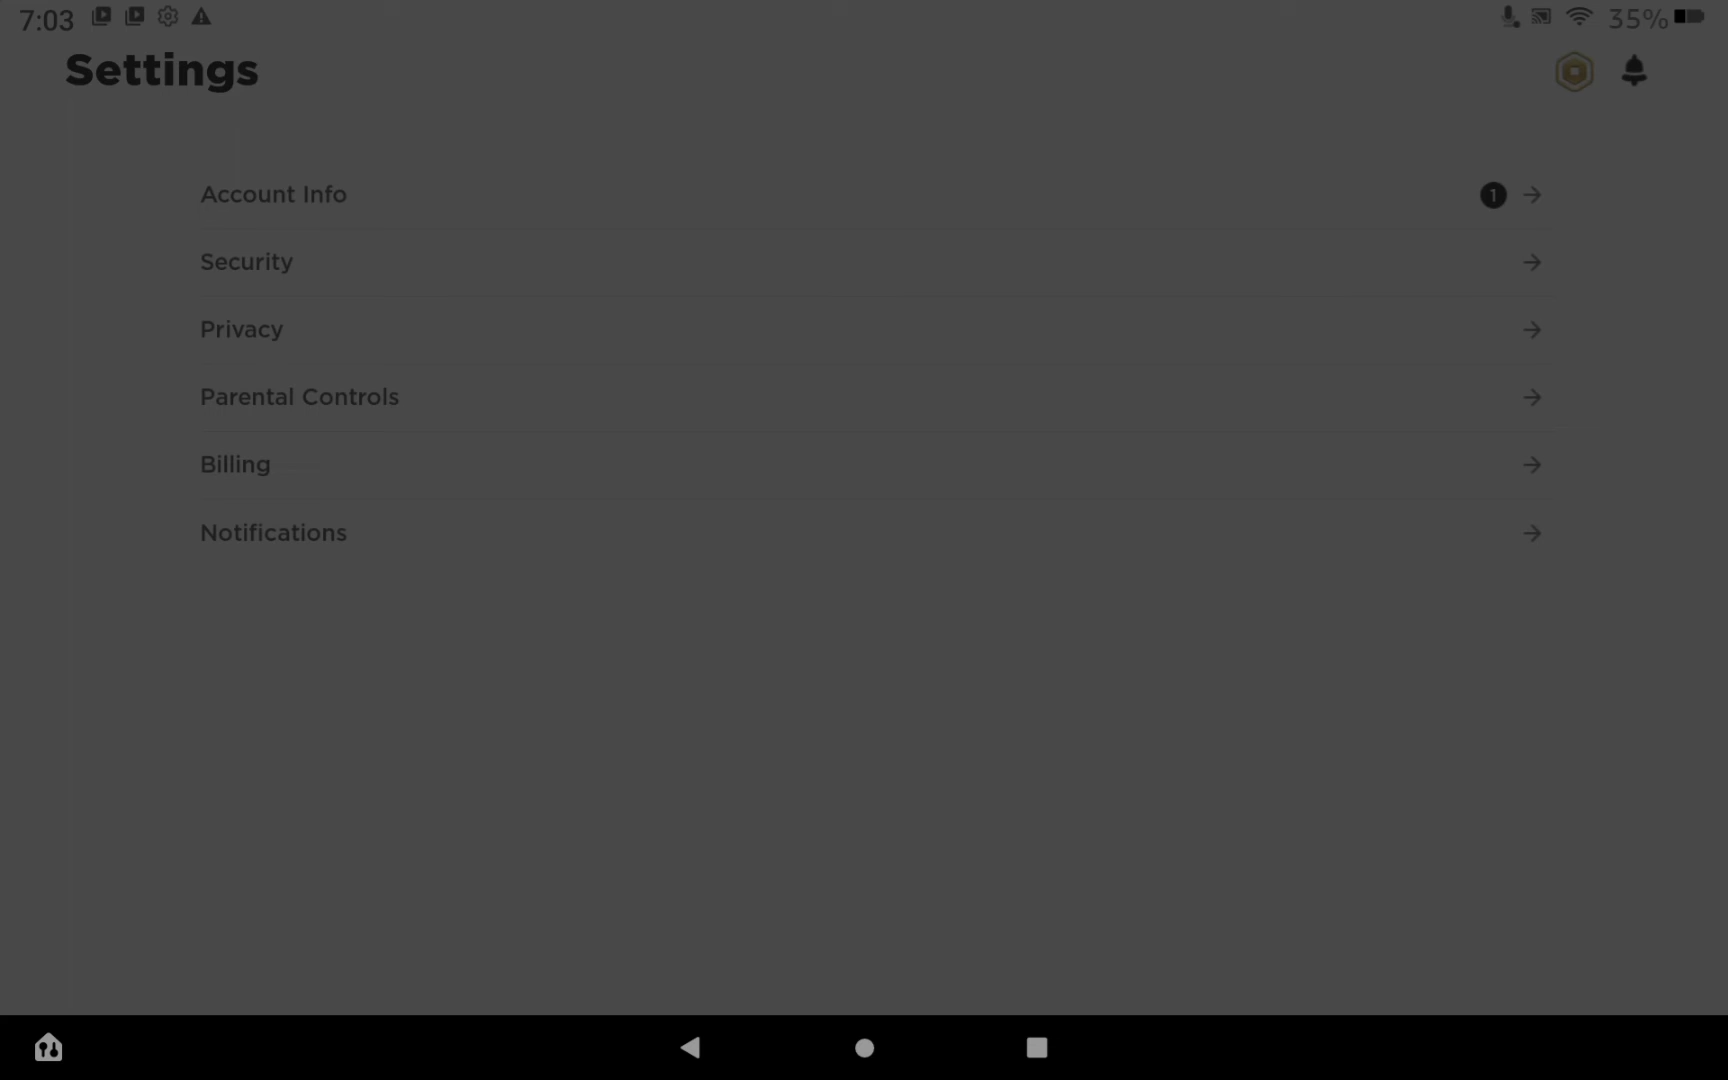 7:03
35%
Settings
Account Info
1
Security
Privacy
Parental Controls
Billing
Notifications